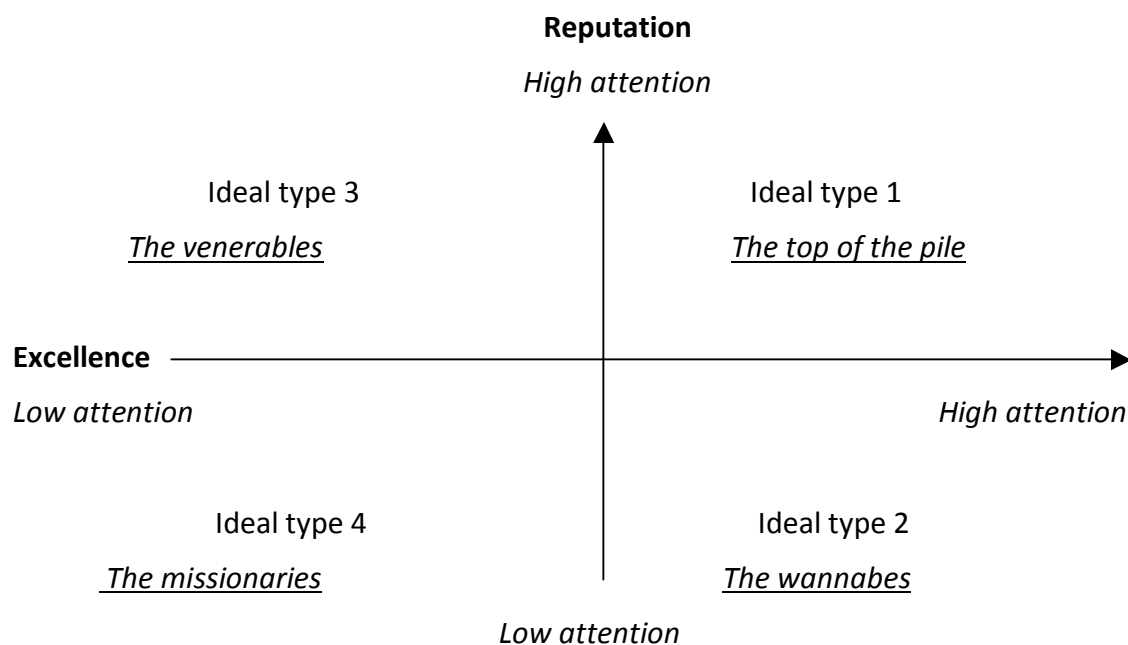 Reputation
High attention
Ideal type 3
Ideal type 1
The venerables
The top of the pile
Excellence
Low attention
High attention
Ideal type 4
Ideal type 2
The missionaries
The wannabes
Low attention